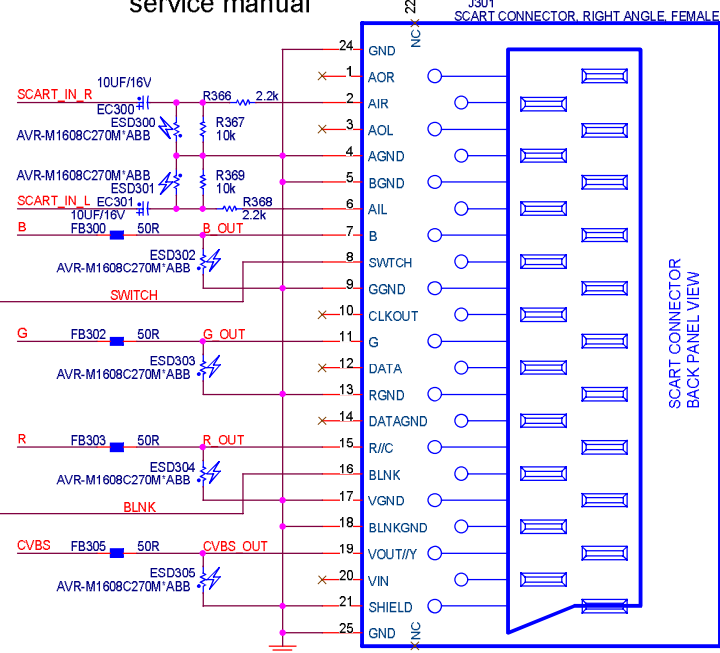 service manual
J301
SCART CONNECTOR, RIGHT ANGLE, FEMALE
22
NC
24 GND
1 AOR
10UF/16V
SCART_IN_R
R366 2.2k
2 AIR
EC300
ESD300
R367
10k
AVR-M1608C270M*ABB
3 AOL
4 AGND
AVR-M1608C270M*ABB
ESD301
R369
10k
5 BGND
SCART_IN_L
EC301
10UF/16V
R368
2.2k
6 AIL
B FB300 50R B_OUT
7 B
ESD302
AVR-M1608C270M*ABB
8 SWTCH
9 GGND
SWITCH
10 CLKOUT
G FB302 50R G_OUT
11 G
ESD303
AVR-M1608C270M*ABB
12 DATA
13 RGND
14 DATAGND
R FB303 50R R_OUT
15 R//C
ESD304
AVR-M1608C270M*ABB
16 BLNK
17 VGND
BLNK
18 BLNKGND
CVBS FB305 50R CVBS_OUT
19 VOUT//Y
ESD305
AVR-M1608C270M*ABB
20 VIN
21 SHIELD
25 GND
NC
SCART CONNECTOR
BACK PANEL VIEW